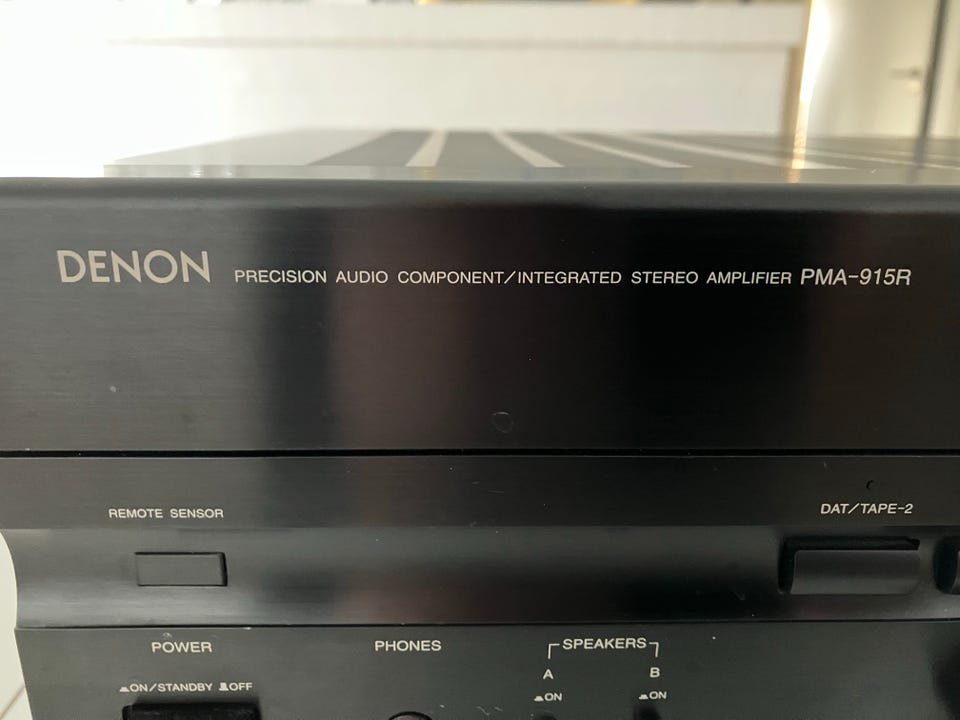 DENON PRECISION AUDIO COMPONENT/INTEGRATED STEREO AMPLIFIER PMA-915R
REMOTE SENSOR
DAT/TAPE-2
POWER
PHONES
SPEAKERS
A
B
ON/STANDBY OFF
ON
ON